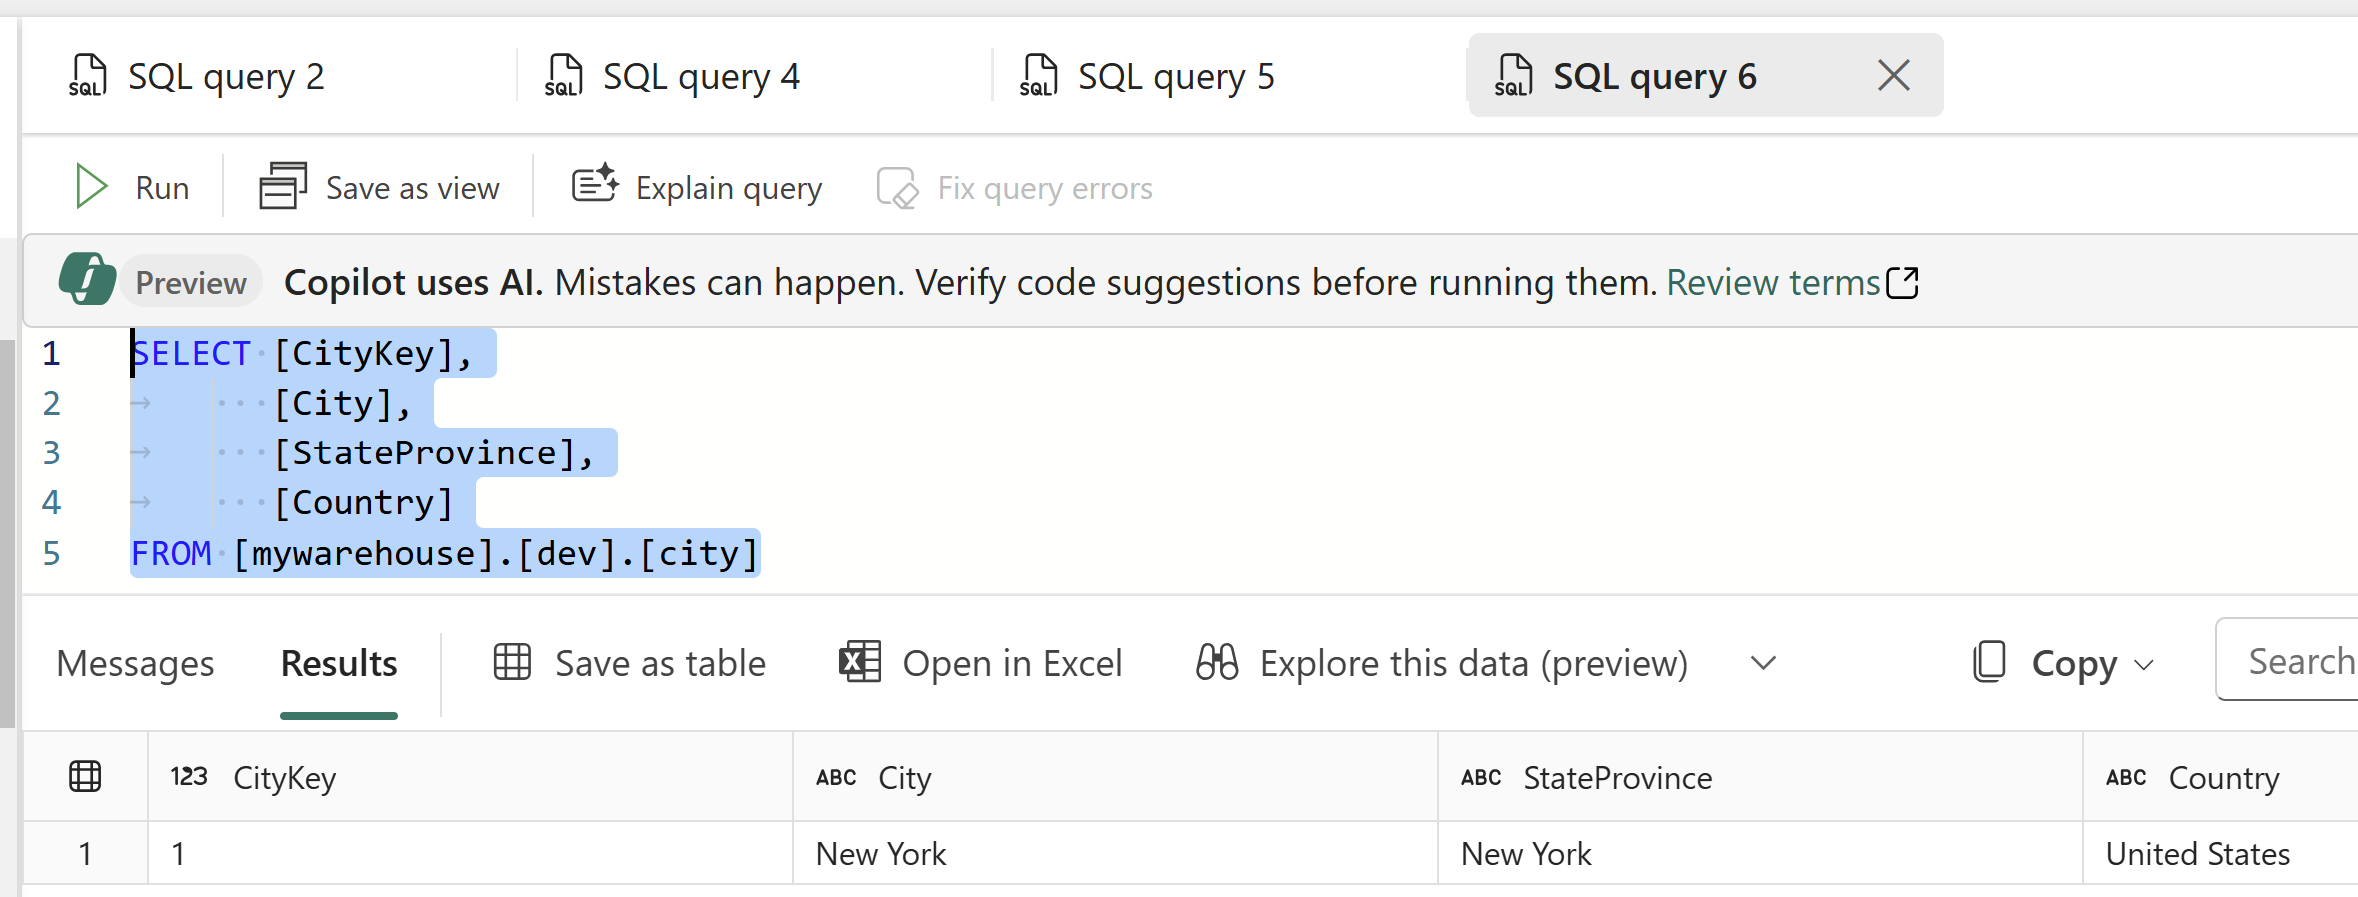 SQL query 2 SQL query 4 SQL query 5 SQL query 6
Run Save as view Explain query Fix query errors
Preview Copilot uses AI. Mistakes can happen. Verify code suggestions before running them. Review terms
1 SELECT [CityKey],
2 [City],
3 [StateProvince],
4 [Country]
5 FROM [mywarehouse].[dev].[city]
Messages Results Save as table Open in Excel Explore this data (preview) Copy Search
123 CityKey ABC City ABC StateProvince ABC Country
1 1 New York New York United States